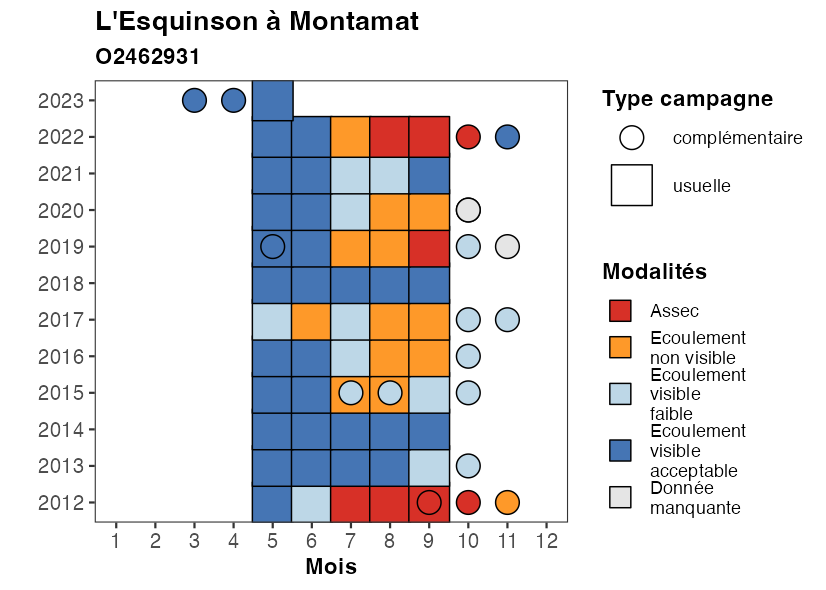 L'Esquinson à Montamat
O2462931
2023
2022
2021
2020
2019
2018
2017
2016
2015
2014
2013
2012
1 2 3 4 5 6 7 8 9 10 11 12
Mois
Type campagne
complémentaire
usuelle
Modalités
Assec
Ecoulement
non visible
Ecoulement
visible
faible
Ecoulement
visible
acceptable
Donnée
manquante